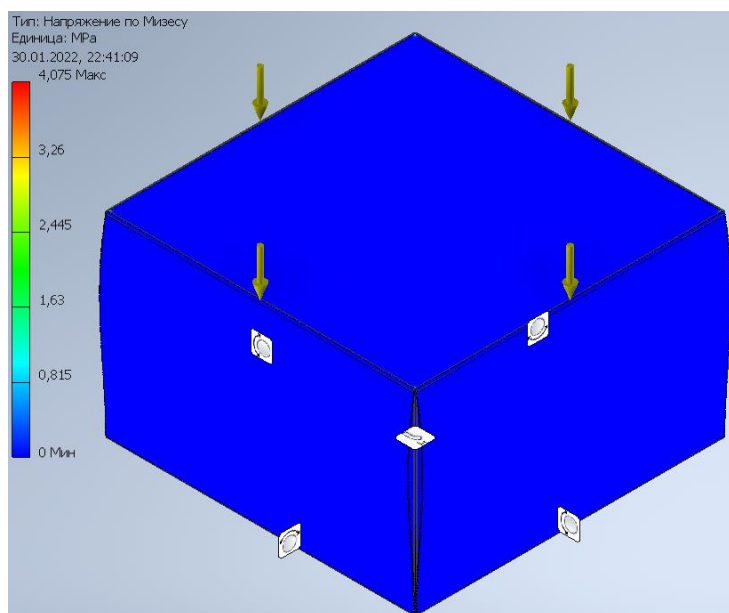 Тип: Напряжение по Мизесу
Единица: MPa
30.01.2022, 22:41:09
4,075 Макс
3,26
2,445
1,63
0,815
0 Мин